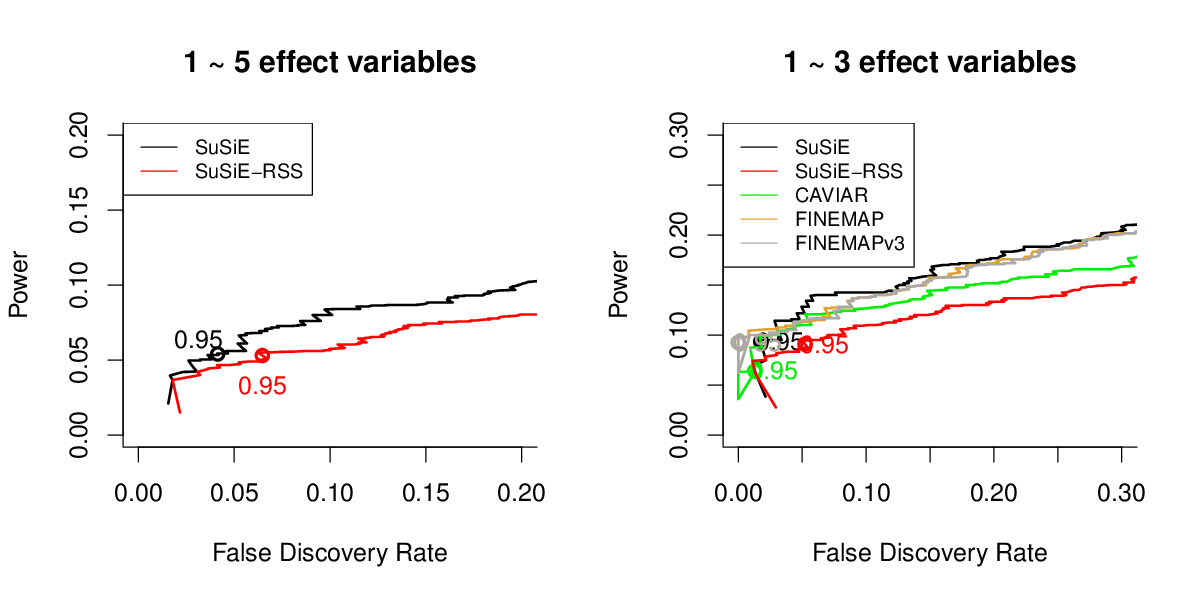 1 ~ 5 effect variables
Power
0.20
0.15
0.10
0.05
0.00
SuSiE
SuSiE−RSS
0.95
0.95
0.00 0.05 0.10 0.15 0.20
False Discovery Rate
1 ~ 3 effect variables
Power
0.30
0.20
0.10
0.00
SuSiE
SuSiE−RSS
CAVIAR
FINEMAP
FINEMAPv3
0.95
0.95
0.00 0.10 0.20 0.30
False Discovery Rate